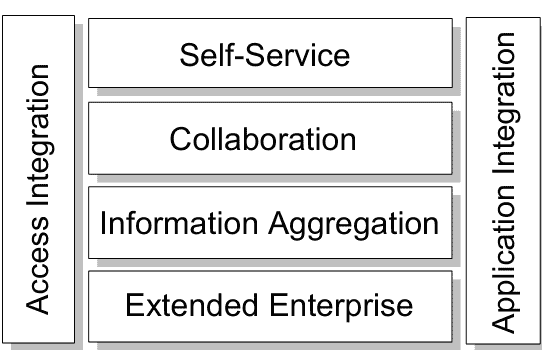 Access Integration
Self-Service
Collaboration
Information Aggregation
Extended Enterprise
Application Integration